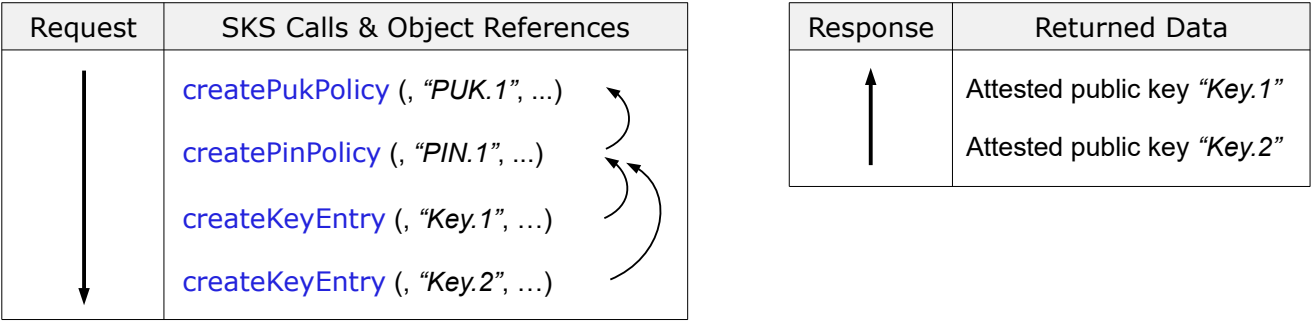 Request
SKS Calls & Object References
createPukPolicy (, “PUK.1”, ...)
createPinPolicy (, “PIN.1”, ...)
createKeyEntry (, “Key.1”, …)
createKeyEntry (, “Key.2”, …)
Response
Returned Data
Attested public key “Key.1”
Attested public key “Key.2”